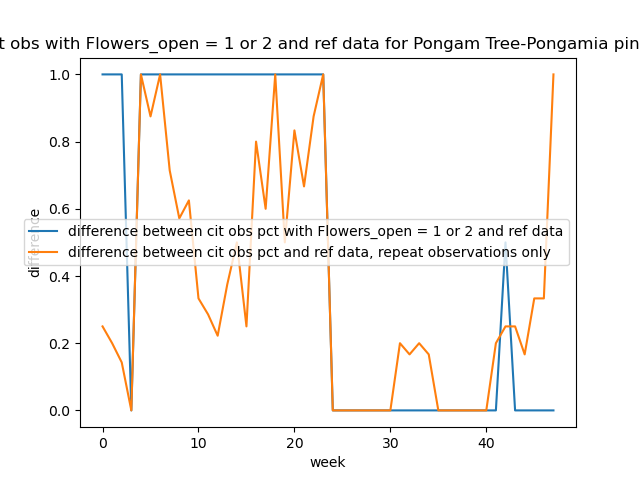 t obs with Flowers_open = 1 or 2 and ref data for Pongam Tree-Pongamia pin
1.0
0.8
0.6
difference between cit obs pct with Flowers_open = 1 or 2 and ref data
difference between cit obs pct and ref data, repeat observations only
difference
0.4
0.2
0.0
0
10
20
30
40
week